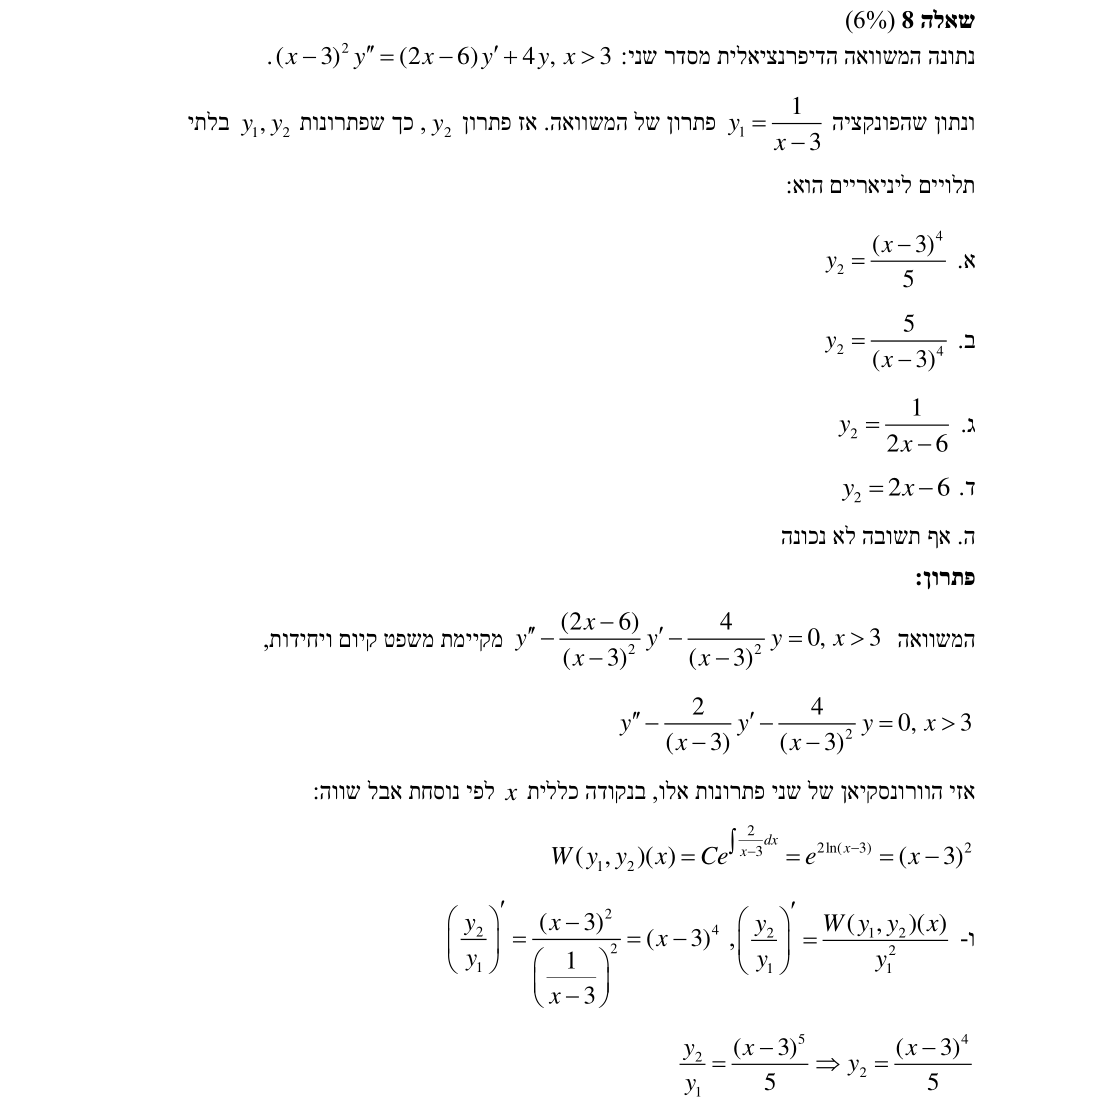 שאלה 8 (6%)
נתונה המשוואה הדיפרנציאלית מסדר שני: (x − 3)² y″ = (2x − 6) y′ + 4y, x > 3.
ונתון שהפונקציה y₁ = 1/(x − 3) פתרון של המשוואה. אז פתרון y₂ , כך שפתרונות y₁, y₂ בלתי
תלויים ליניאריים הוא:
א. y₂ = (x − 3)⁴/5
ב. y₂ = 5/(x − 3)⁴
ג. y₂ = 1/(2x − 6)
ד. y₂ = 2x − 6
ה. אף תשובה לא נכונה
פתרון:
המשוואה y″ − (2x − 6)/(x − 3)² y′ − 4/(x − 3)² y = 0, x > 3 מקיימת משפט קיום ויחידות,
y″ − 2/(x − 3) y′ − 4/(x − 3)² y = 0, x > 3
אזי הוורונסקיאן של שני פתרונות אלו, בנקודה כללית x לפי נוסחת אבל שווה:
W(y₁, y₂)(x) = Ce^(∫ 2/(x−3) dx) = e^(2ln(x−3)) = (x − 3)²
ו- (y₂/y₁)′ = W(y₁, y₂)(x)/y₁² , (y₂/y₁)′ = (x − 3)²/(1/(x − 3))² = (x − 3)⁴
y₂/y₁ = (x − 3)⁵/5 ⇒ y₂ = (x − 3)⁴/5